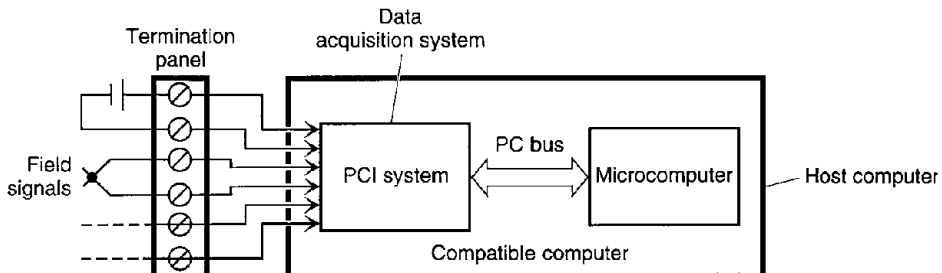 Data
acquisition system
Termination
panel
Field
signals
PCI system
PC bus
Microcomputer
Host computer
Compatible computer